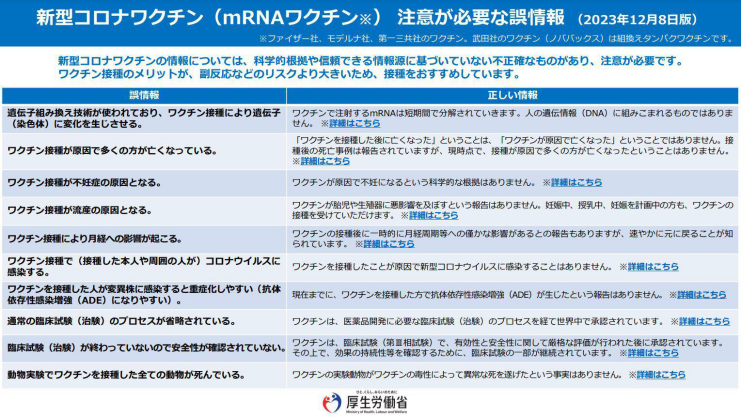 新型コロナワクチン（mRNAワクチン※） 注意が必要な誤情報 （2023年12月8日版）
※ファイザー社、モデルナ社、第一三共社のワクチン。武田社のワクチン（ノババックス）は組換えタンパクワクチンです。
新型コロナワクチンの情報については、科学的根拠や信頼できる情報源に基づいていない不正確なものがあり、注意が必要です。
ワクチン接種のメリットが、副反応などのリスクより大きいため、接種をおすすめしています。
誤情報 正しい情報
遺伝子組み換え技術が使われており、ワクチン接種により遺伝子
（染色体）に変化を生じさせる。
ワクチンで注射するmRNAは短期間で分解されていきます。人の遺伝情報（DNA）に組みこまれるものではありま
せん。 ※詳細はこちら
ワクチン接種が原因で多くの方が亡くなっている。
「ワクチンを接種した後に亡くなった」ということは、「ワクチンが原因で亡くなった」ということではありません。接
種後の死亡事例は報告されていますが、現時点で、接種が原因で多くの方が亡くなったということはありません。
※詳細はこちら
ワクチン接種が不妊症の原因となる。
ワクチンが原因で不妊になるという科学的な根拠はありません。 ※詳細はこちら
ワクチン接種が流産の原因となる。
ワクチンが胎児や生殖器に悪影響を及ぼすという報告はありません。妊娠中、授乳中、妊娠を計画中の方も、ワクチンの
接種を受けていただけます。 ※詳細はこちら
ワクチン接種により月経への影響が起こる。
ワクチンの接種後に一時的に月経周期等への僅かな影響があるとの報告もありますが、速やかに元に戻ることが知
られています。 ※詳細はこちら
ワクチン接種で（接種した本人や周囲の人が）コロナウイルスに
感染する。
ワクチンを接種したことが原因で新型コロナウイルスに感染することはありません。 ※詳細はこちら
ワクチンを接種した人が変異株に感染すると重症化しやすい（抗体
依存性感染増強（ADE）になりやすい）。
現在までに、ワクチンを接種した方で抗体依存性感染増強（ADE）が生じたという報告はありません。 ※詳細はこちら
通常の臨床試験（治験）のプロセスが省略されている。
ワクチンは、医薬品開発に必要な臨床試験（治験）のプロセスを経て世界中で承認されています。 ※詳細はこちら
臨床試験（治験）が終わっていないので安全性が確認されていない。
ワクチンは、臨床試験（第Ⅲ相試験）で、有効性と安全性に関して厳格な評価が行われた後に承認されています。
その上で、効果の持続性等を確認するために、臨床試験の一部が継続されています。 ※詳細はこちら
動物実験でワクチンを接種した全ての動物が死んでいる。
ワクチンの実験動物がワクチンの毒性によって異常な死を遂げたという事実はありません。 ※詳細はこちら
ひと、くらし、みらいのために
厚生労働省
Ministry of Health, Labour and Welfare